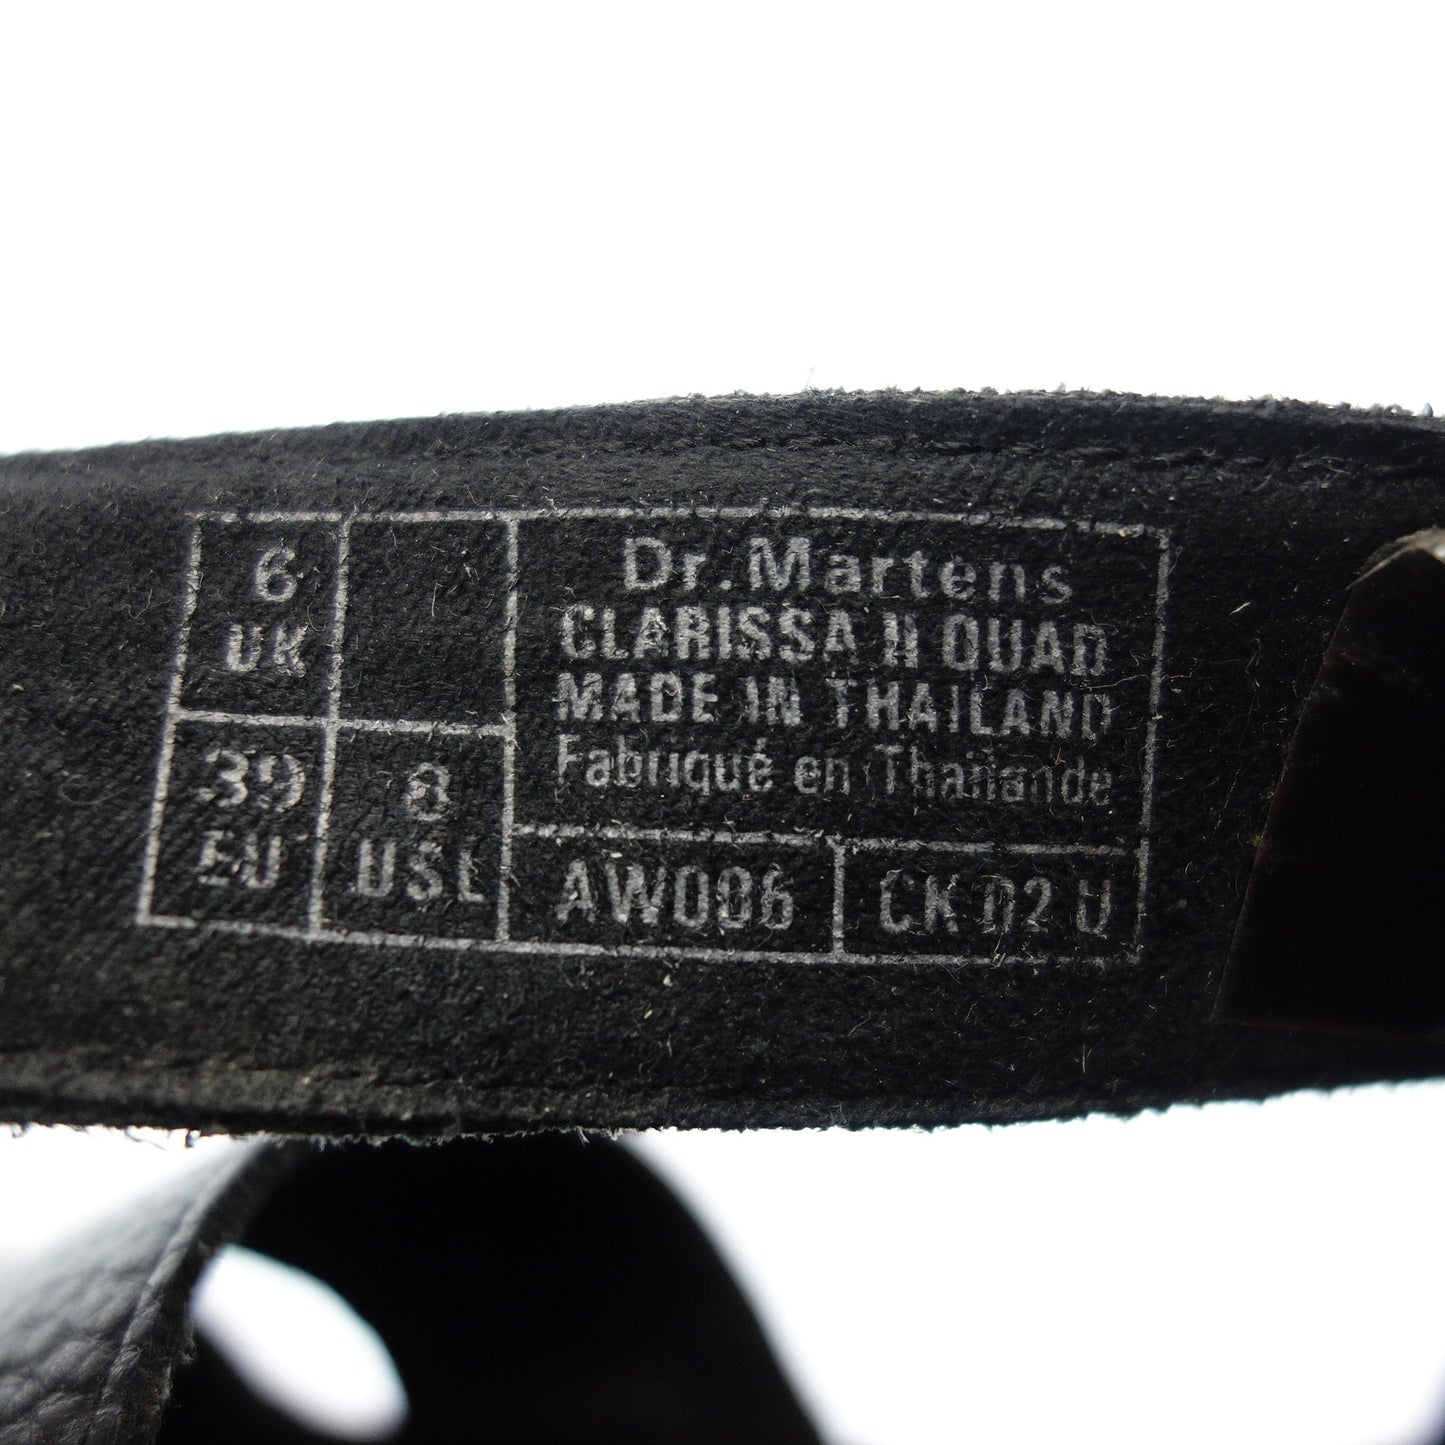 6
UK
39
EU
8
USL
Dr. Martens
CLARISSA II QUAD
MADE IN THAILAND
Fabriqué en Thaïlande
AW006
CK 02 U